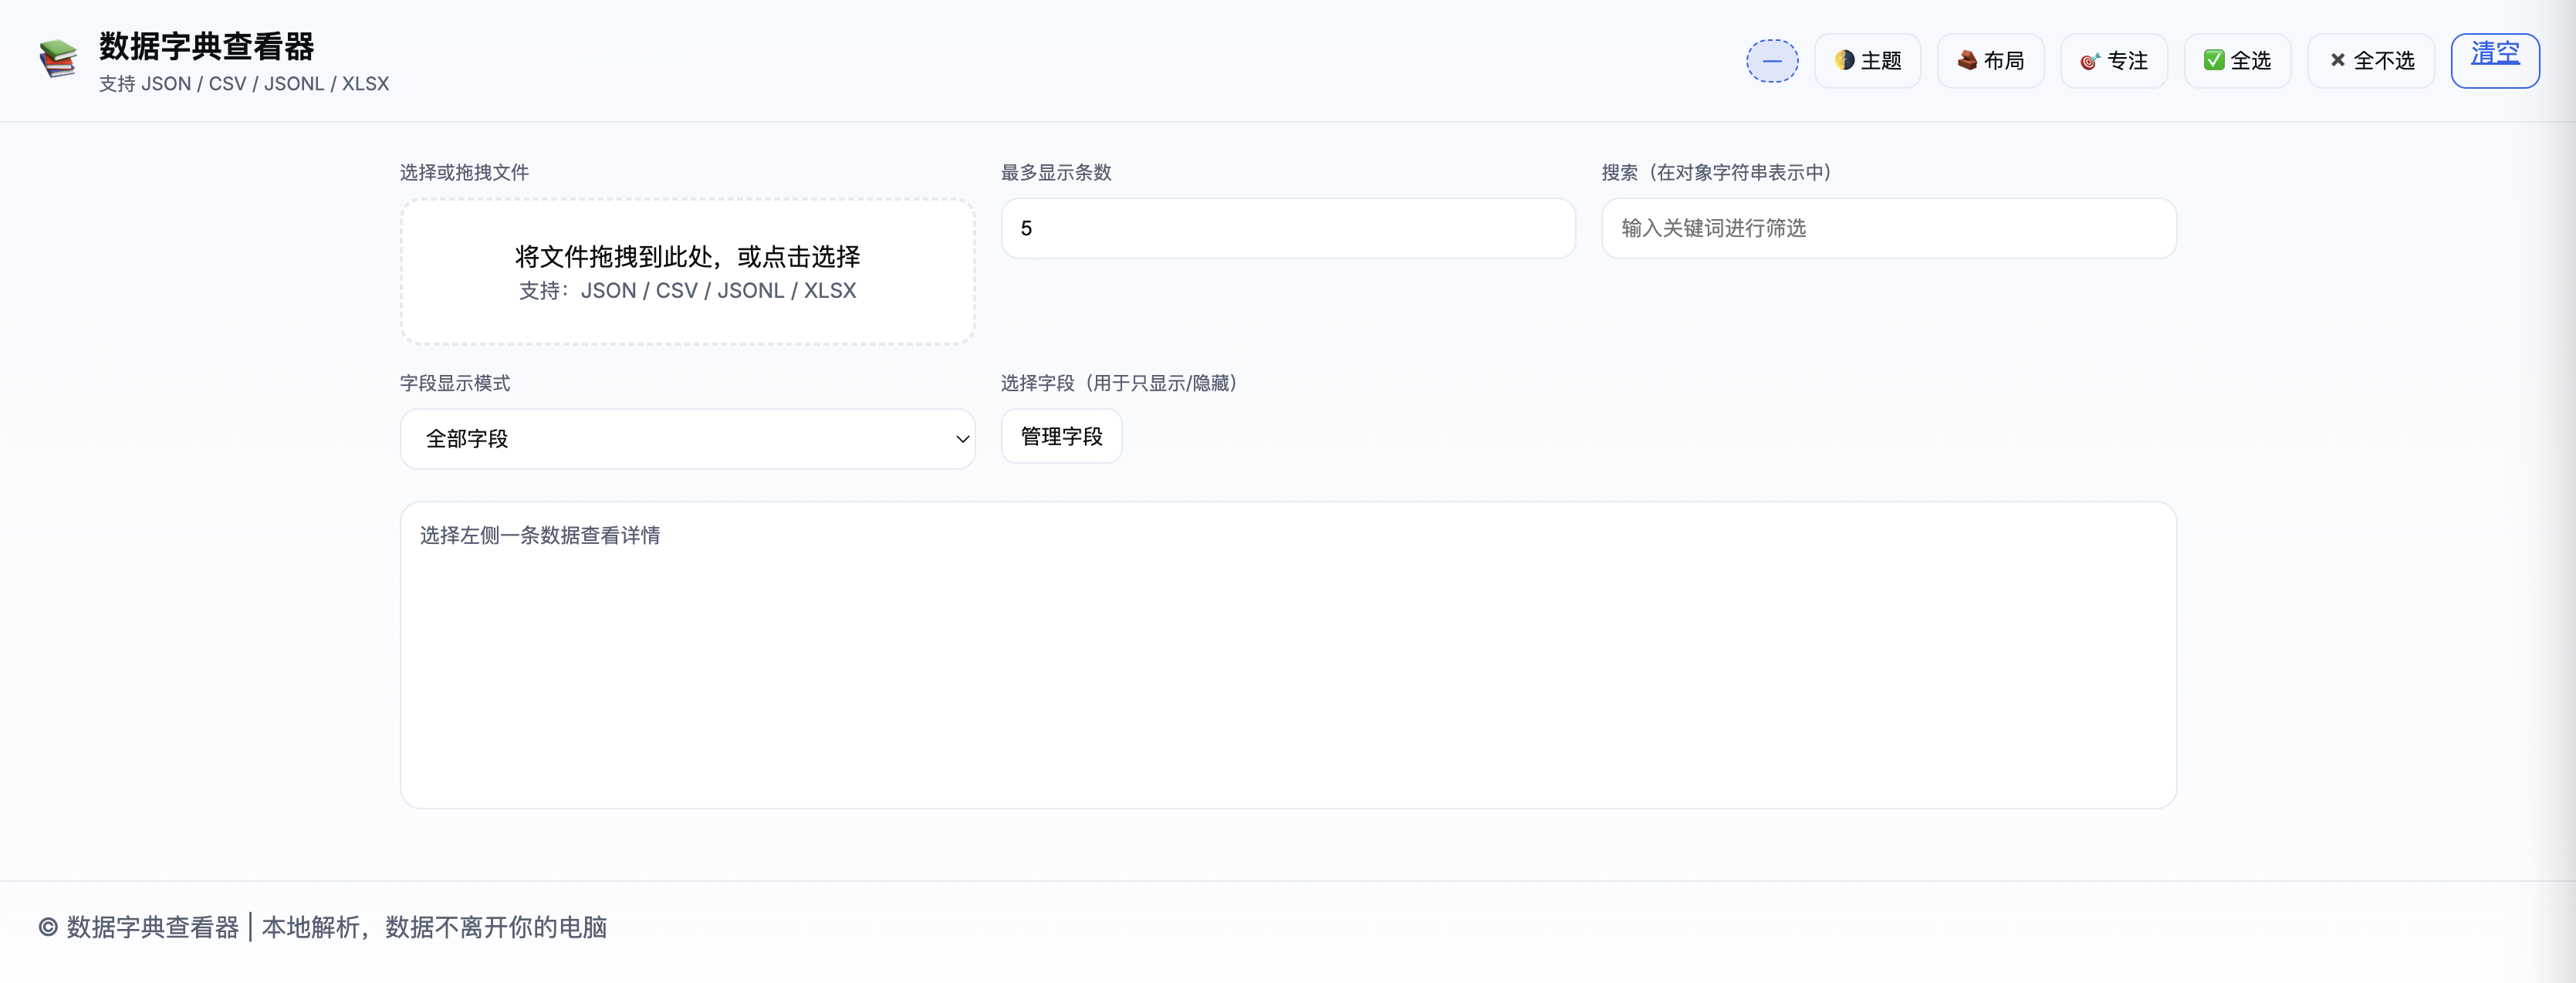 数据字典查看器
支持 JSON / CSV / JSONL / XLSX
—
主题
布局
专注
全选
全不选
清空
选择或拖拽文件
最多显示条数
搜索（在对象字符串表示中）
将文件拖拽到此处，或点击选择
支持：JSON / CSV / JSONL / XLSX
5
输入关键词进行筛选
字段显示模式
选择字段（用于只显示/隐藏）
全部字段
管理字段
选择左侧一条数据查看详情
© 数据字典查看器 | 本地解析，数据不离开你的电脑